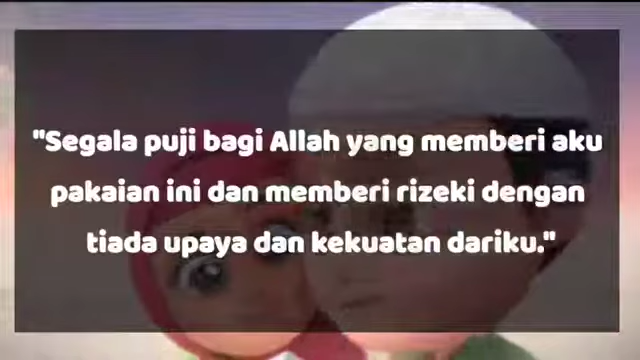 "Segala puji bagi Allah yang memberi aku
pakaian ini dan memberi rizeki dengan
tiada upaya dan kekuatan dariku."